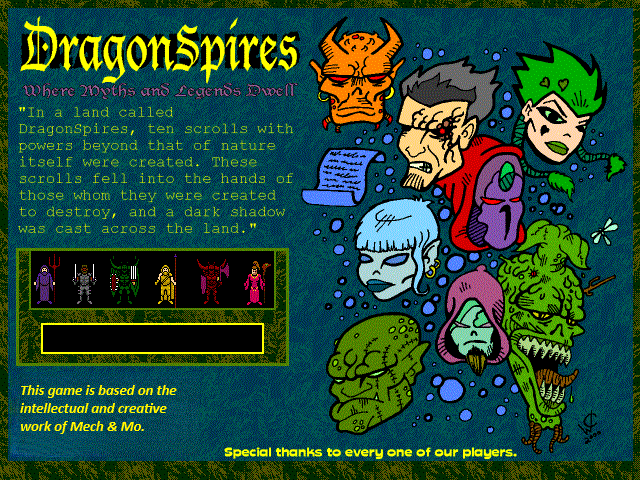 DragonSpires
Where Myths and Legends Dwell
"In a land called
DragonSpires, ten scrolls with
powers beyond that of nature
itself were created. These
scrolls fell into the hands of
those whom they were created
to destroy, and a dark shadow
was cast across the land."
This game is based on the
intellectual and creative
work of Mech & Mo.
Special thanks to every one of our players.